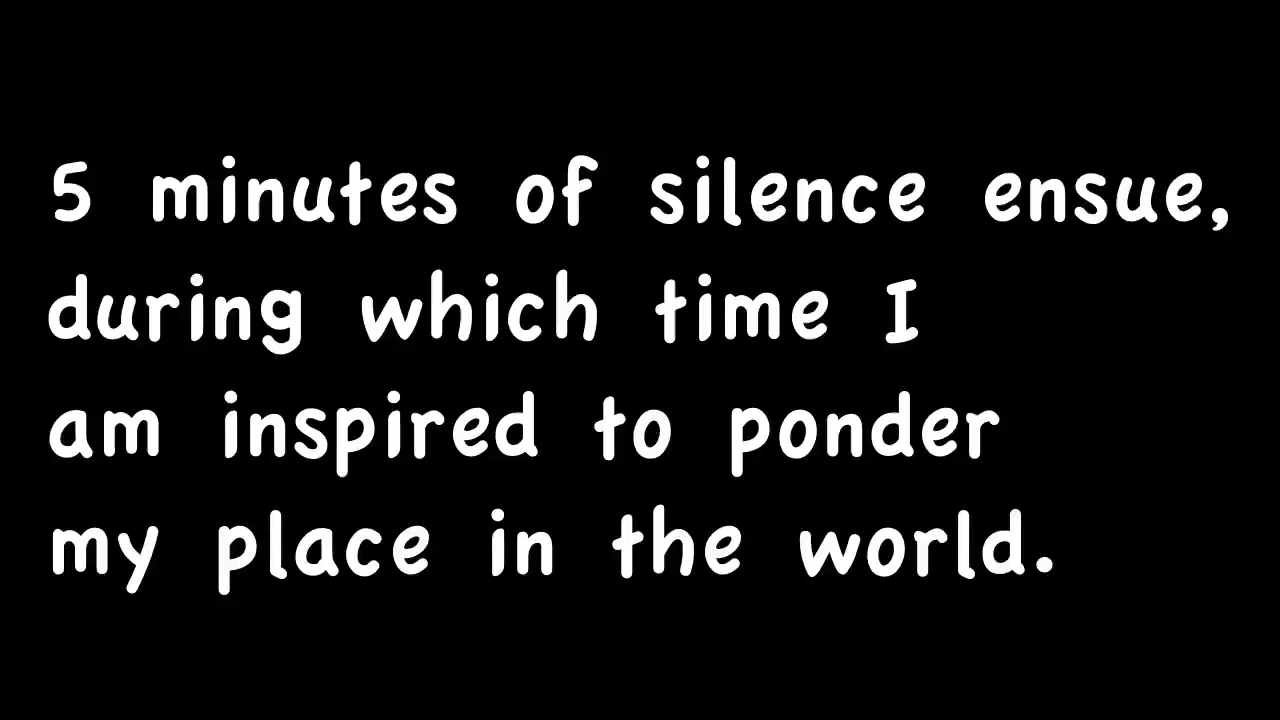 5 minutes of silence ensue,
during which time I
am inspired to ponder
my place in the world.